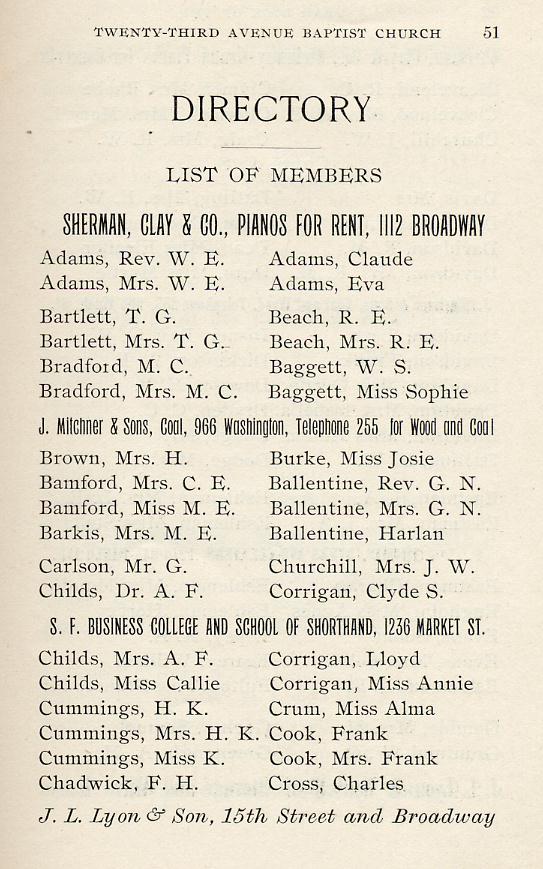 TWENTY-THIRD AVENUE BAPTIST CHURCH 51
DIRECTORY
LIST OF MEMBERS
SHERMAN, CLAY & CO., PIANOS FOR RENT, 1112 BROADWAY
Adams, Rev. W. E. Adams, Claude
Adams, Mrs. W. E. Adams, Eva
Bartlett, T. G. Beach, R. E.
Bartlett, Mrs. T. G. Beach, Mrs. R. E.
Bradford, M. C. Baggett, W. S.
Bradford, Mrs. M. C. Baggett, Miss Sophie
J. Mitchner & Sons, Coal, 966 Washington, Telephone 255 for Wood and Coal
Brown, Mrs. H. Burke, Miss Josie
Bamford, Mrs. C. E. Ballentine, Rev. G. N.
Bamford, Miss M. E. Ballentine, Mrs. G. N.
Barkis, Mrs. M. E. Ballentine, Harlan
Carlson, Mr. G. Churchill, Mrs. J. W.
Childs, Dr. A. F. Corrigan, Clyde S.
S. F. BUSINESS COLLEGE AND SCHOOL OF SHORTHAND, 1236 MARKET ST.
Childs, Mrs. A. F. Corrigan, Lloyd
Childs, Miss Callie Corrigan, Miss Annie
Cummings, H. K. Crum, Miss Alma
Cummings, Mrs. H. K. Cook, Frank
Cummings, Miss K. Cook, Mrs. Frank
Chadwick, F. H. Cross, Charles
J. L. Lyon & Son, 15th Street and Broadway